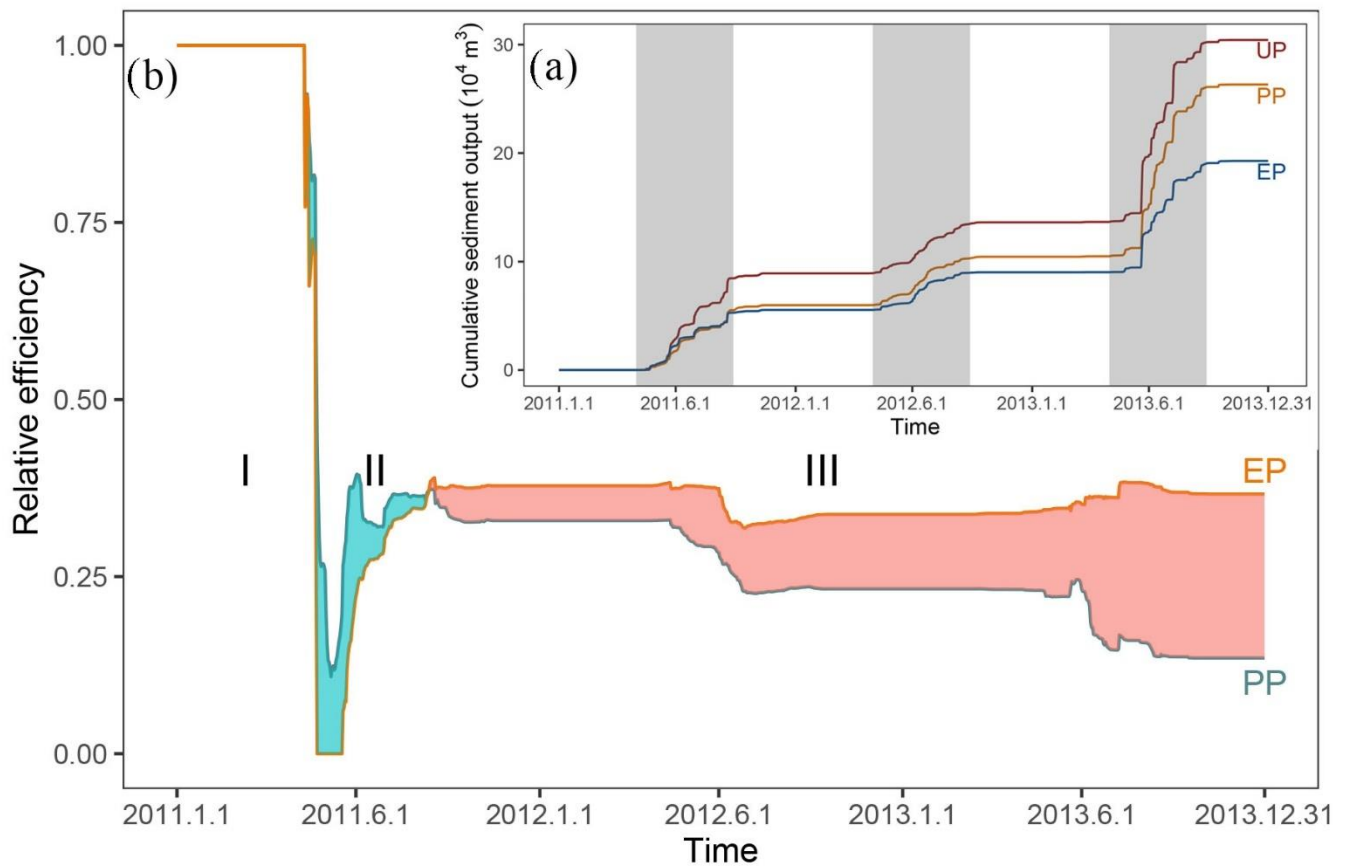 (b)
1.00
0.75
0.50
0.25
0.00
Relative efficiency
I
II
III
EP
PP
2011.1.1
2011.6.1
2012.1.1
2012.6.1
2013.1.1
2013.6.1
2013.12.31
Time
(a)
30
20
10
0
Cumulative sediment output (10⁴ m³)
UP
PP
EP
2011.1.1
2011.6.1
2012.1.1
2012.6.1
2013.1.1
2013.6.1
2013.12.31
Time